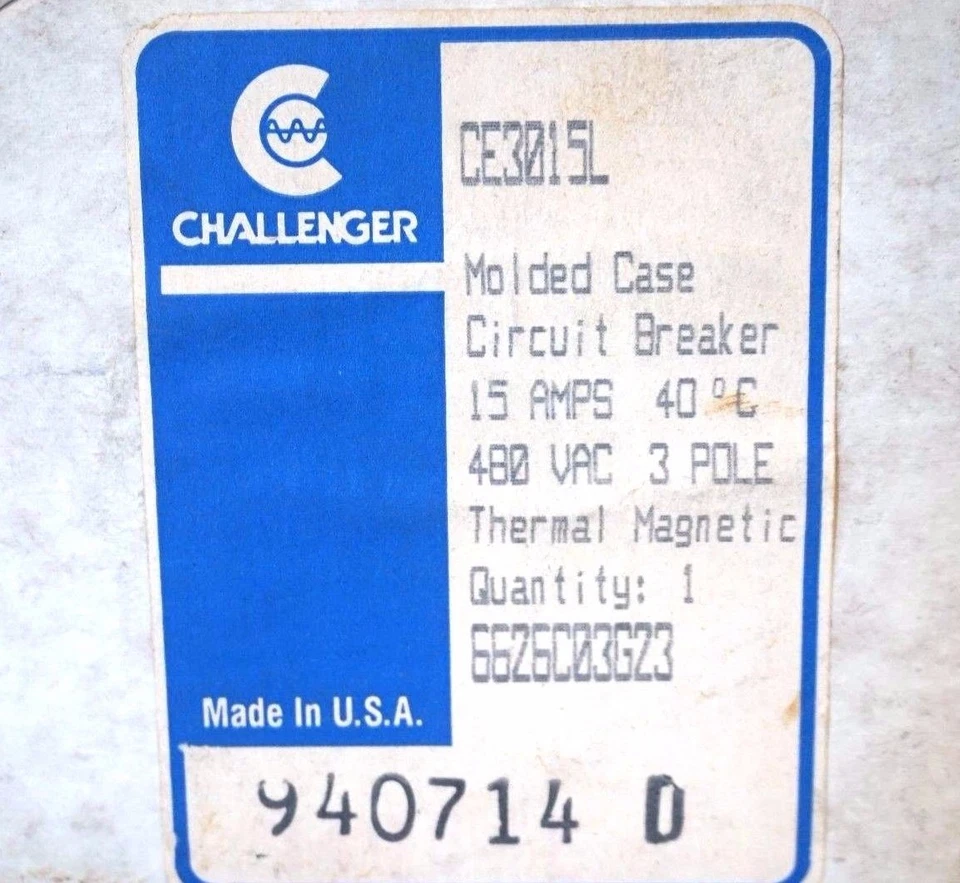 CHALLENGER
CE3015L
Molded Case
Circuit Breaker
15 AMPS 40°C
480 VAC 3 POLE
Thermal Magnetic
Quantity: 1
6626C03G23
Made In U.S.A.
940714 D